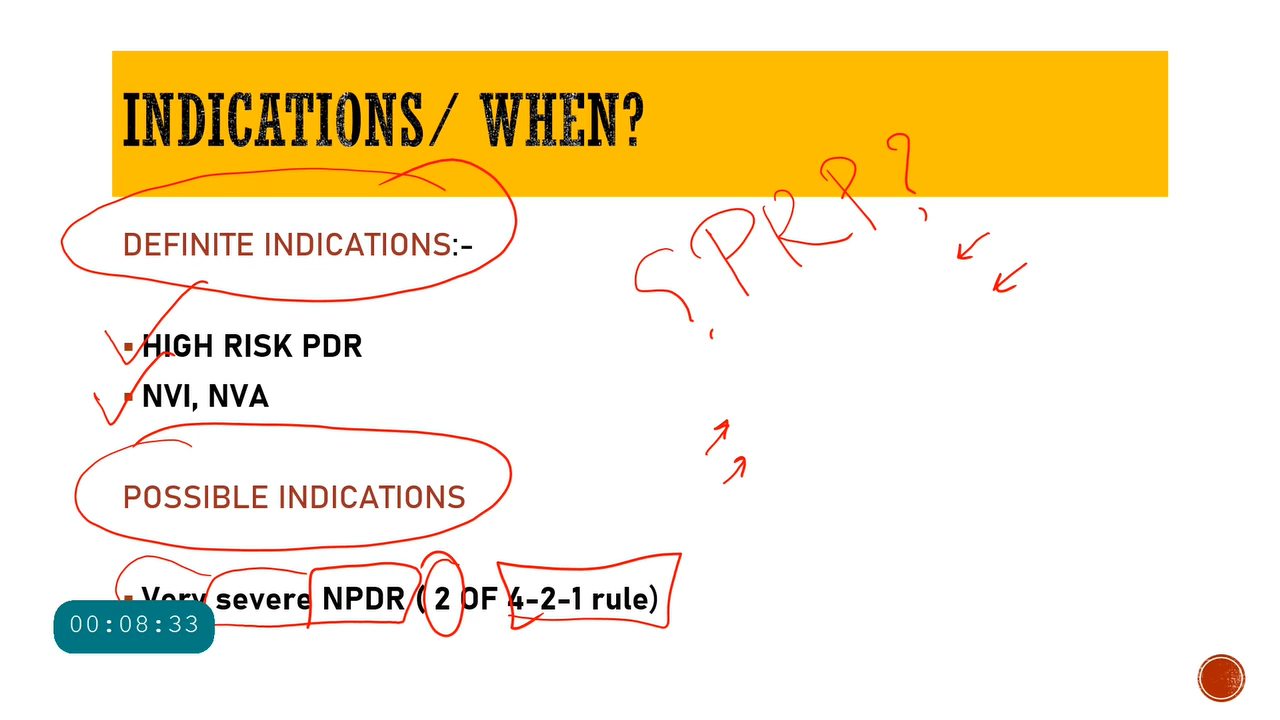 INDICATIONS/ WHEN?
PRP?
DEFINITE INDICATIONS:-
▪ HIGH RISK PDR
▪ NVI, NVA
POSSIBLE INDICATIONS
▪ Very severe NPDR ( 2 OF 4-2-1 rule)
00:08:33